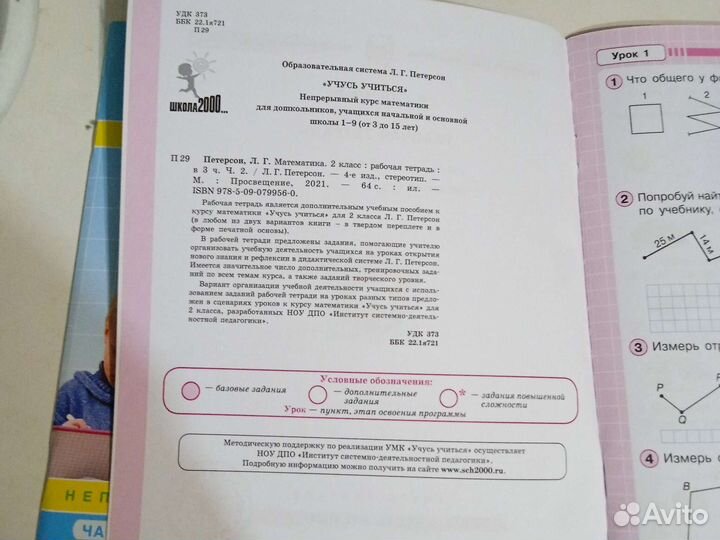 УДК 373
ББК 22.1я721
П 29
ШКОЛА 2000...
Образовательная система Л. Г. Петерсон
«УЧУСЬ УЧИТЬСЯ»
Непрерывный курс математики
для дошкольников, учащихся начальной и основной
школы 1–9 (от 3 до 15 лет)
П 29 Петерсон, Л. Г. Математика. 2 класс : рабочая тетрадь :
в 3 ч. Ч. 2. / Л. Г. Петерсон. — 4-е изд., стереотип. —
М. : Просвещение, 2021. — 64 с. : ил. —
ISBN 978-5-09-079956-0.
Рабочая тетрадь является дополнительным учебным пособием к
курсу математики «Учусь учиться» для 2 класса Л. Г. Петерсон
(в любом из двух вариантов книги – в твердом переплете и в
форме печатной основы).
В рабочей тетради предложены задания, помогающие учителю
организовать учебную деятельность учащихся на уроках открытия
нового знания и рефлексии в дидактической системе Л. Г. Петерсон.
Имеется значительное число дополнительных, тренировочных зада-
ний по всем темам курса, а также заданий творческого уровня.
Вариант организации учебной деятельности учащихся с исполь-
зованием заданий рабочей тетради на уроках разных типов предло-
жен в сценариях уроков к курсу математики «Учусь учиться» для
2 класса, разработанных НОУ ДПО «Институт системно-деятель-
ностной педагогики».
УДК 373
ББК 22.1я721
Условные обозначения:
— базовые задания
— дополнительные
задания
* — задания повышенной
сложности
Урок — пункт, этап освоения программы
Методическую поддержку по реализации УМК «Учусь учиться» осуществляет
НОУ ДПО «Институт системно-деятельностной педагогики».
Подробную информацию можно получить на сайте www.sch2000.ru.
НЕП
ЧА
Урок 1
1 Что общего у ф
1 2
2 Попробуй найт
по учебнику,
25 м 14 м
3 Измерь отр
P Q
4 Измерь с
B
Avito